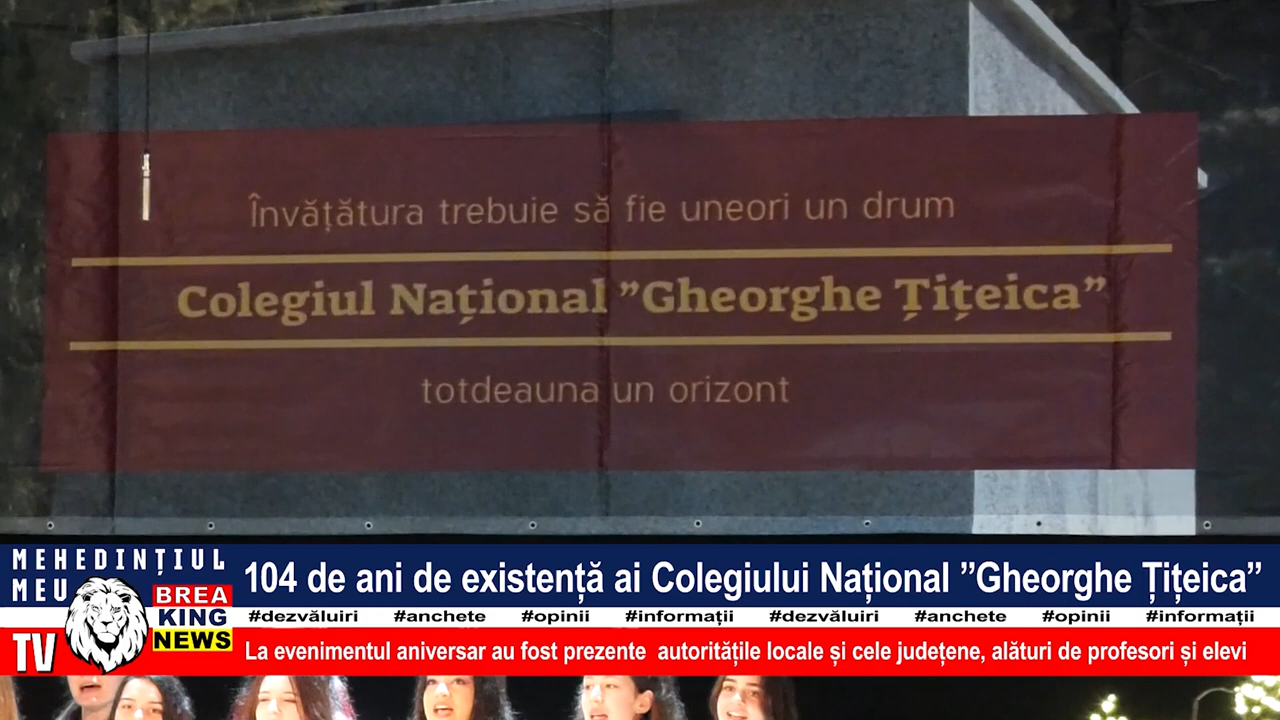 Învățătura trebuie să fie uneori un drum
Colegiul Național ”Gheorghe Țițeica”
totdeauna un orizont
MEHEDINȚIUL
MEU
TV
BREA
KING
NEWS
104 de ani de existență ai Colegiului Național ”Gheorghe Țițeica”
#dezvăluiri #anchete #opinii #informații #dezvăluiri #anchete #opinii #informații
La evenimentul aniversar au fost prezente autoritățile locale și cele județene, alături de profesori și elevi